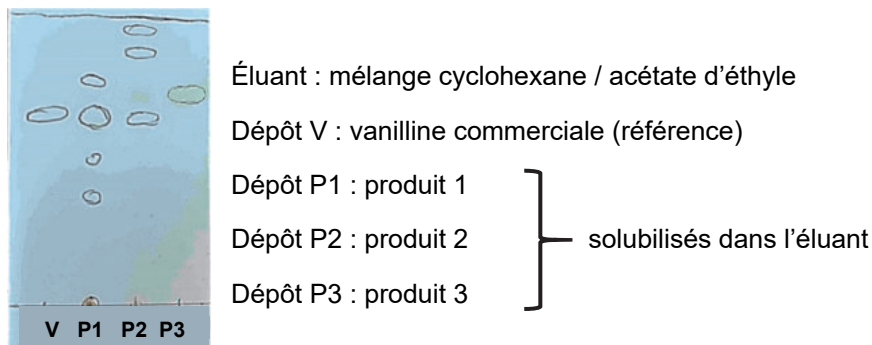 Éluant : mélange cyclohexane / acétate d’éthyle
Dépôt V : vanilline commerciale (référence)
Dépôt P1 : produit 1
Dépôt P2 : produit 2
solubilisés dans l’éluant
Dépôt P3 : produit 3
V P1 P2 P3